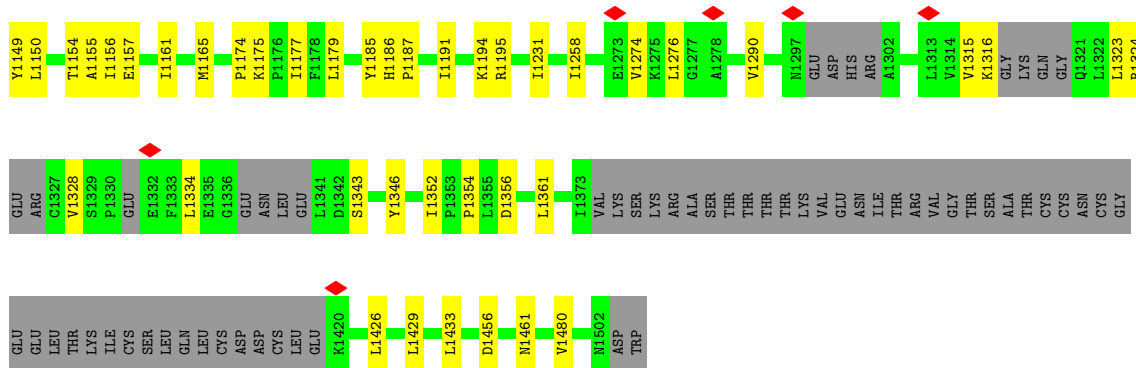 Y1149 L1150 T1154 A1155 I1156 E1157 I1161 M1165 P1174 K1175 P1176 I1177 F1178 L1179 Y1185 H1186 P1187 I1191 K1194 R1195 I1231 I1258 E1273 V1274 K1275 L1276 G1277 A1278 V1290 N1297 GLU ASP HIS ARG A1302 L1313 V1314 V1315 K1316 GLY LYS GLN GLY Q1321 L1322 L1323
GLU ARG C1327 V1328 S1329 P1330 GLU E1332 F1333 L1334 E1335 G1336 GLU ASN LEU GLU L1341 D1342 S1343 Y1346 I1352 P1353 P1354 L1355 D1356 L1361 I1373 VAL LYS SER LYS ARG ALA SER THR THR THR THR LYS VAL GLU ASN ILE THR ARG VAL GLY THR SER ALA THR CYS CYS ASN CYS GLY
GLU GLU LEU THR LYS ILE CYS SER LEU GLN LEU CYS ASP ASP CYS LEU GLU K1420 L1426 L1429 L1433 D1456 N1461 V1480 N1502 ASP TRP